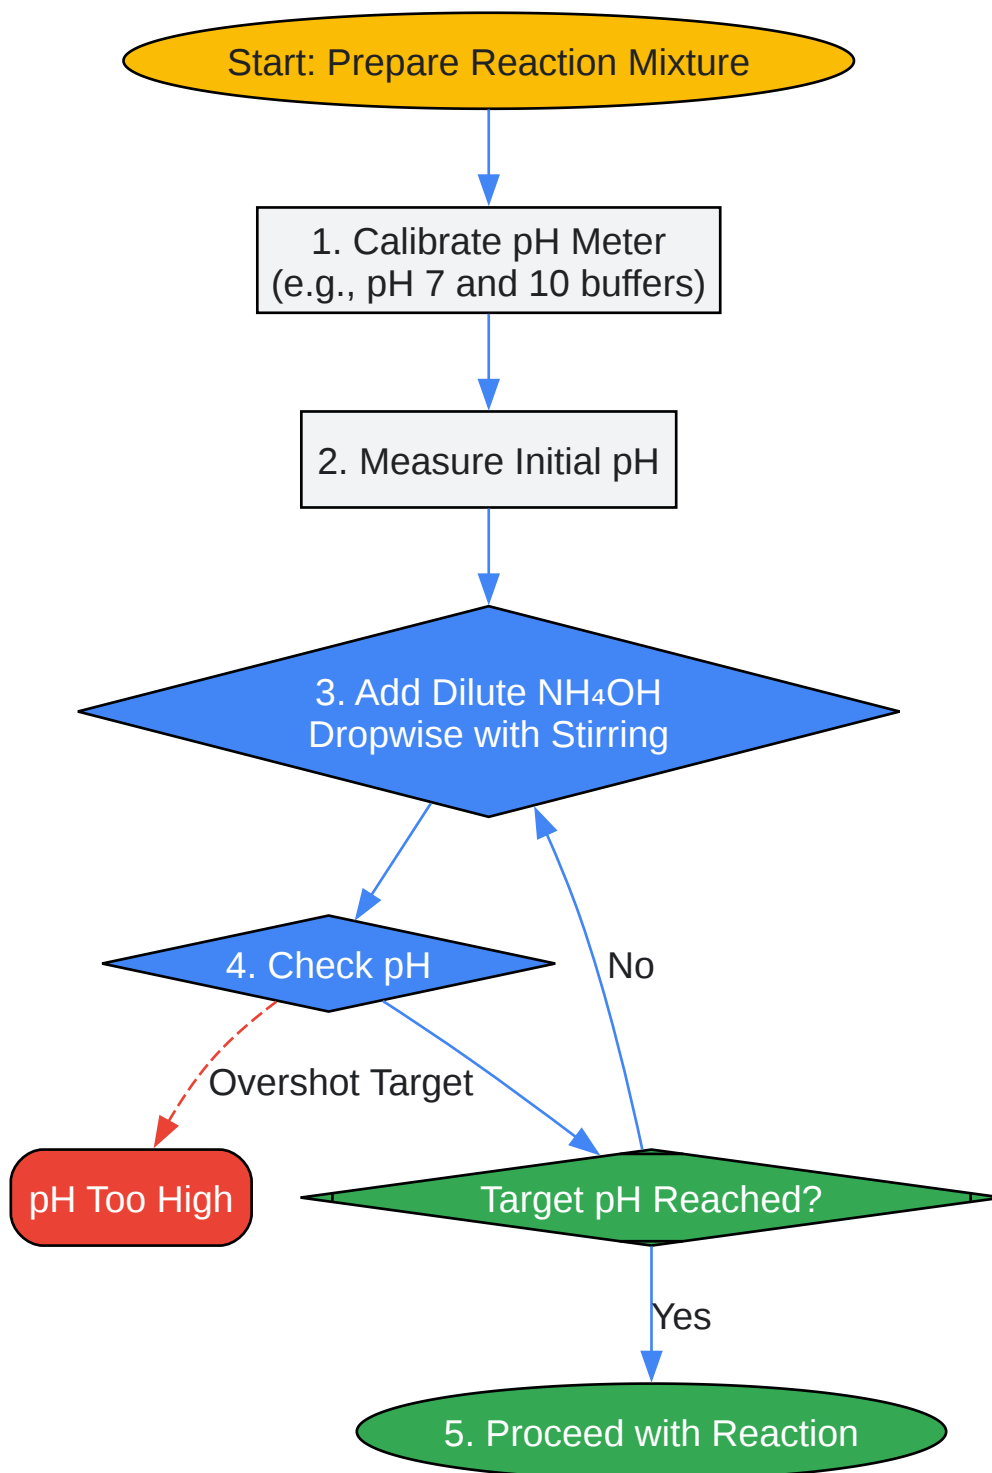 Start: Prepare Reaction Mixture
1. Calibrate pH Meter
(e.g., pH 7 and 10 buffers)
2. Measure Initial pH
3. Add Dilute NH₄OH
Dropwise with Stirring
4. Check pH
No
Overshot Target
pH Too High
Target pH Reached?
Yes
5. Proceed with Reaction